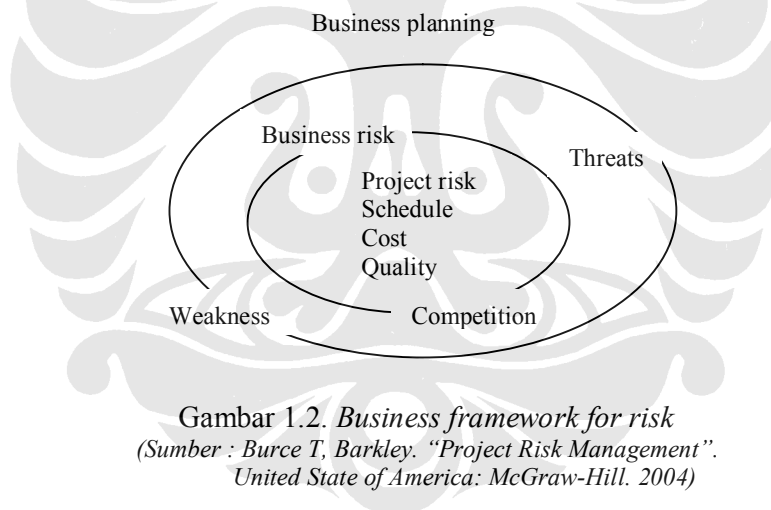 Business planning
Business risk
Threats
Project risk
Schedule
Cost
Quality
Weakness
Competition
Gambar 1.2. Business framework for risk
(Sumber : Burce T, Barkley. “Project Risk Management”.
United State of America: McGraw-Hill. 2004)